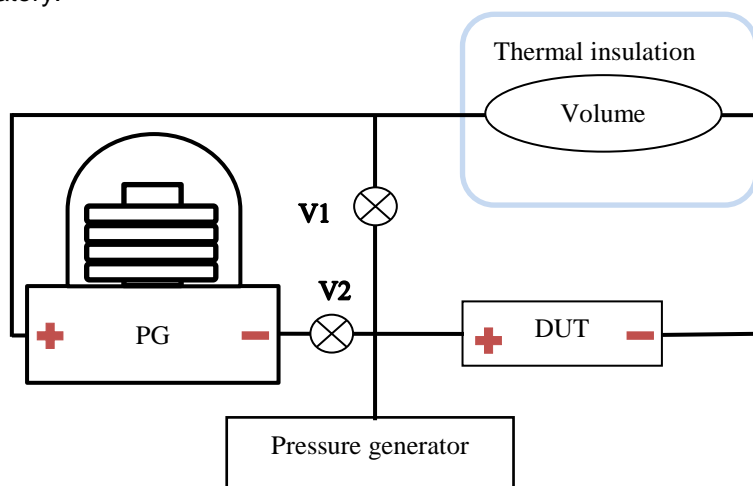 Thermal insulation
Volume
V1
V2
+ PG −
+ DUT −
Pressure generator